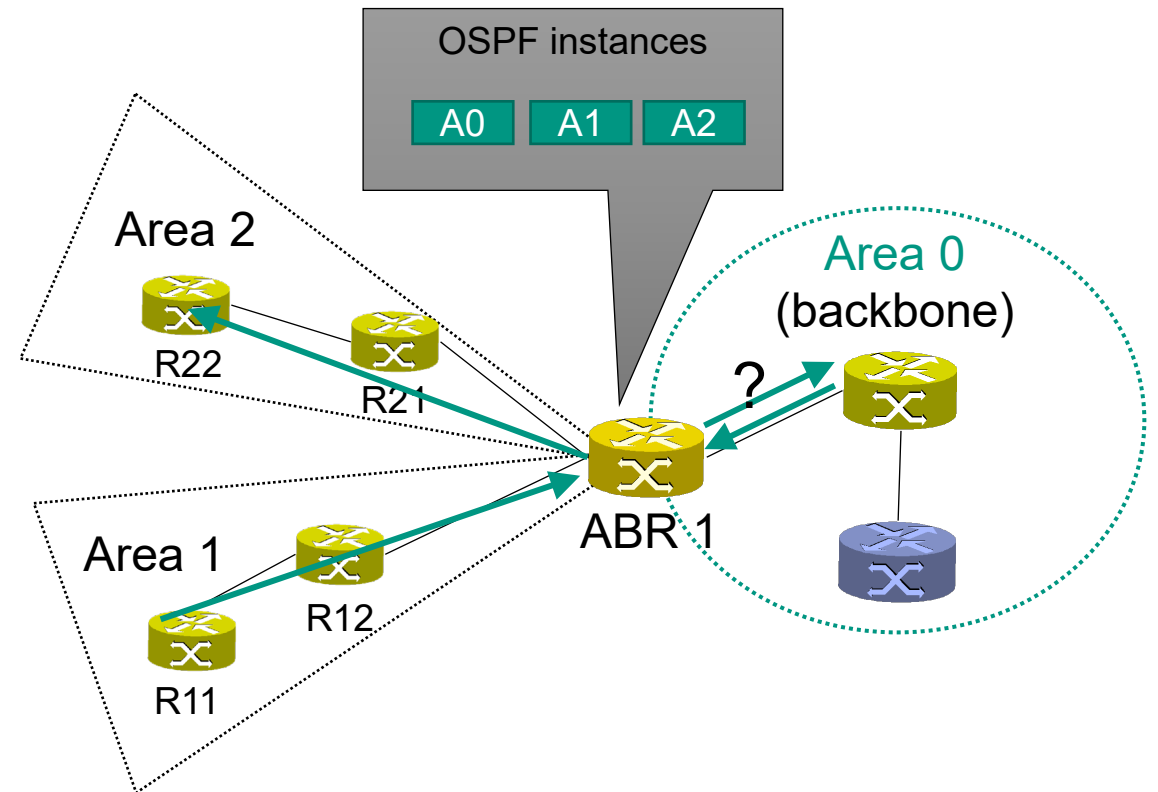 OSPF instances
A0 A1 A2
Area 2
R22
R21
Area 0
(backbone)
?
ABR 1
Area 1
R12
R11